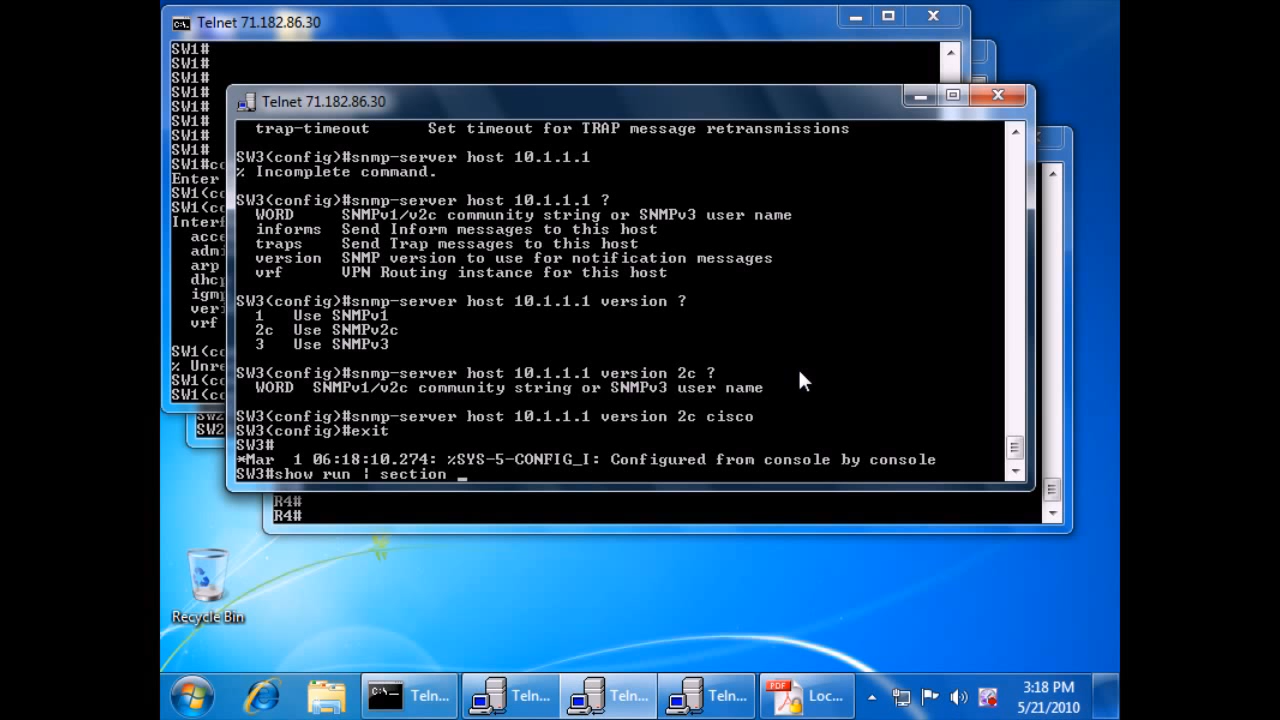 Telnet 71.182.86.30
SW1#
SW1#
SW1#
SW1#
SW1#
SW1#
SW1#
SW1#
SW1#co
Enter
SW1(co
SW1(co
Interf
acce
admi
arp
dhcp
igmp
veri
vrf
SW1(co
% Unre
SW1(co
SW1(co
SW2
SW2
Telnet 71.182.86.30
trap-timeout Set timeout for TRAP message retransmissions
SW3(config)#snmp-server host 10.1.1.1
% Incomplete command.
SW3(config)#snmp-server host 10.1.1.1 ?
WORD SNMPv1/v2c community string or SNMPv3 user name
informs Send Inform messages to this host
traps Send Trap messages to this host
version SNMP version to use for notification messages
vrf VPN Routing instance for this host
SW3(config)#snmp-server host 10.1.1.1 version ?
1 Use SNMPv1
2c Use SNMPv2c
3 Use SNMPv3
SW3(config)#snmp-server host 10.1.1.1 version 2c ?
WORD SNMPv1/v2c community string or SNMPv3 user name
SW3(config)#snmp-server host 10.1.1.1 version 2c cisco
SW3(config)#exit
SW3#
*Mar 1 06:18:10.274: %SYS-5-CONFIG_I: Configured from console by console
SW3#show run | section _
R4#
R4#
Recycle Bin
Teln...
Teln...
Teln...
Teln...
PDF
Loc...
3:18 PM
5/21/2010